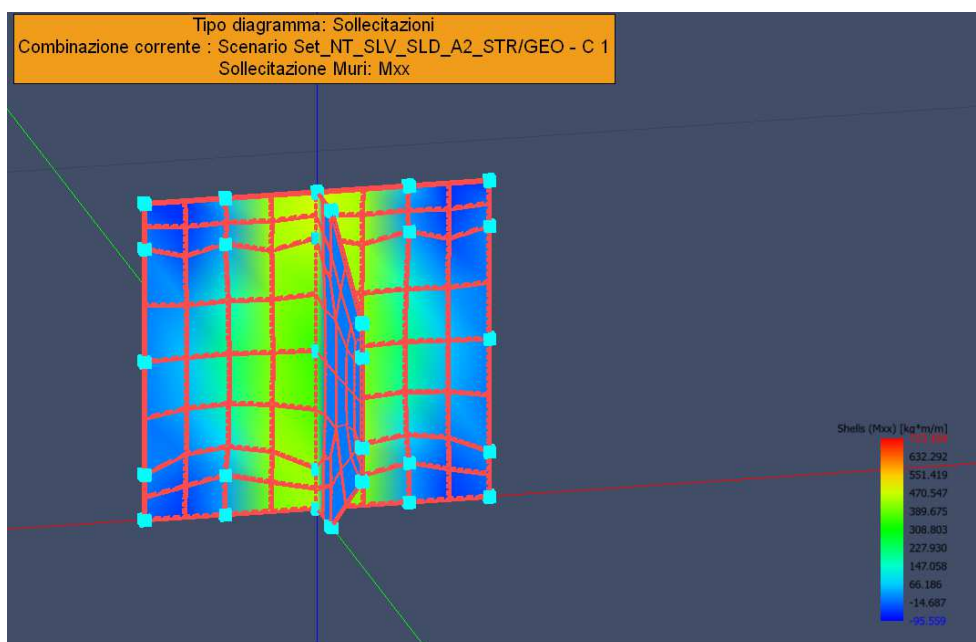 Tipo diagramma: Sollecitazioni
Combinazione corrente : Scenario Set_NT_SLV_SLD_A2_STR/GEO - C 1
Sollecitazione Muri: Mxx
Shells (Mxx) [kg*m/m]
632.292
551.419
470.547
389.675
308.803
227.930
147.058
66.186
-14.687
-95.559